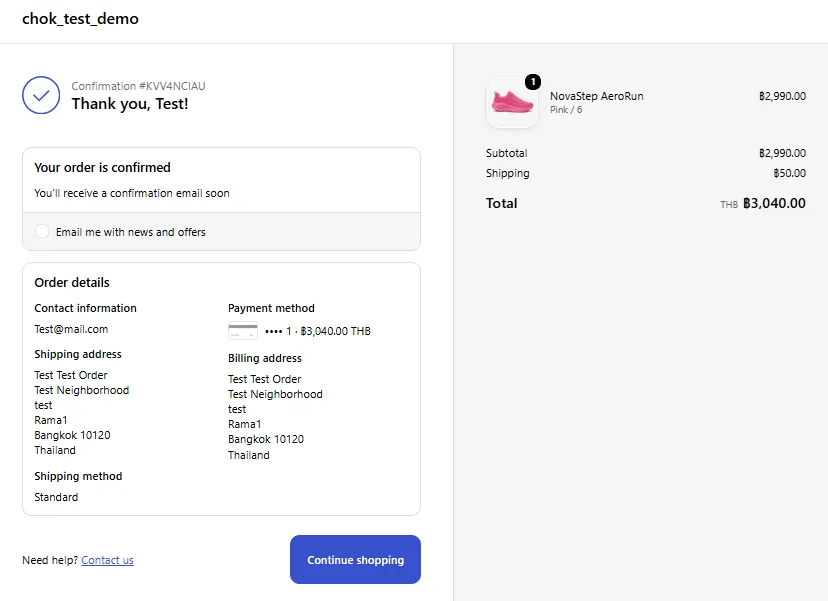 chok_test_demo
Confirmation #KVV4NCIAU
Thank you, Test!
Your order is confirmed
You'll receive a confirmation email soon
Email me with news and offers
Order details
Contact information
Test@mail.com
Shipping address
Test Test Order
Test Neighborhood
test
Rama1
Bangkok 10120
Thailand
Shipping method
Standard
Payment method
•••• 1 · ฿3,040.00 THB
Billing address
Test Test Order
Test Neighborhood
test
Rama1
Bangkok 10120
Thailand
Need help? Contact us
Continue shopping
1
NovaStep AeroRun ฿2,990.00
Pink / 6
Subtotal ฿2,990.00
Shipping ฿50.00
Total THB ฿3,040.00